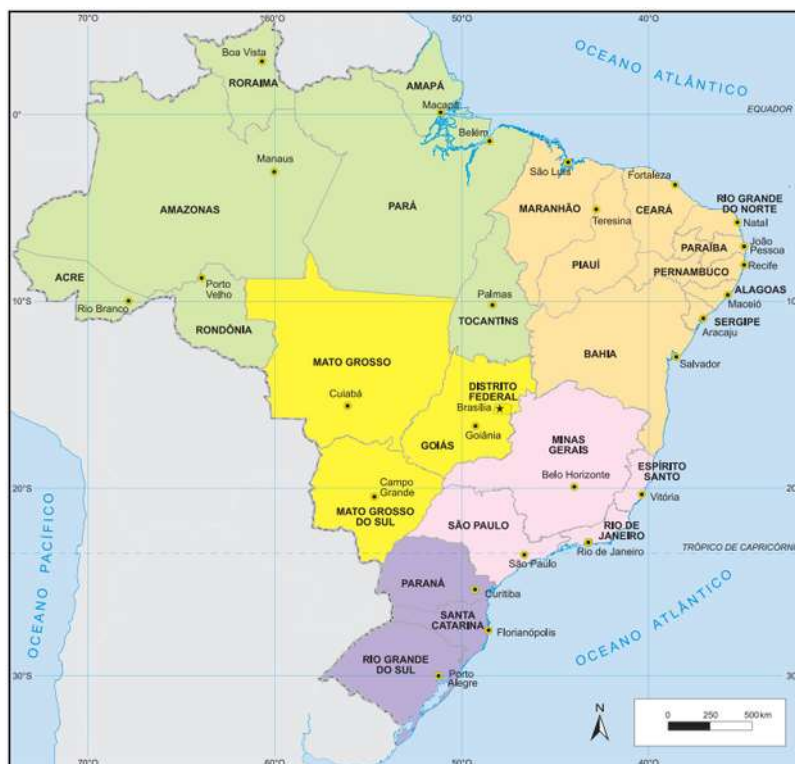 70°O
60°O
50°O
40°O
OCEANO ATLÂNTICO
Boa Vista
RORAIMA
AMAPÁ
Macapá
0°
EQUADOR
Belém
São Luís
Manaus
Fortaleza
AMAZONAS
PARÁ
MARANHÃO
Teresina
CEARÁ
RIO GRANDE
DO NORTE
Natal
João
Pessoa
PARAÍBA
Recife
PIAUÍ
PERNAMBUCO
ACRE
Porto
Velho
Rio Branco
10°S
10°
Palmas
TOCANTINS
ALAGOAS
Maceió
SERGIPE
Aracaju
RONDÔNIA
MATO GROSSO
BAHIA
Salvador
Cuiabá
DISTRITO
FEDERAL
Brasília
GOIÁS
Goiânia
MINAS
GERAIS
Belo Horizonte
ESPÍRITO
SANTO
Vitória
Campo
Grande
MATO GROSSO
DO SUL
20°S
20°
SÃO PAULO
RIO DE
JANEIRO
Rio de Janeiro
São Paulo
TRÓPICO DE CAPRICÓRNI
PARANÁ
Curitiba
SANTA
CATARINA
Florianópolis
OCEANO ATLÂNTICO
OCEANO PACÍFICO
RIO GRANDE
DO SUL
Porto
Alegre
30°S
30
N
0 250 500 km
70°O
60°O
50°O
40°O